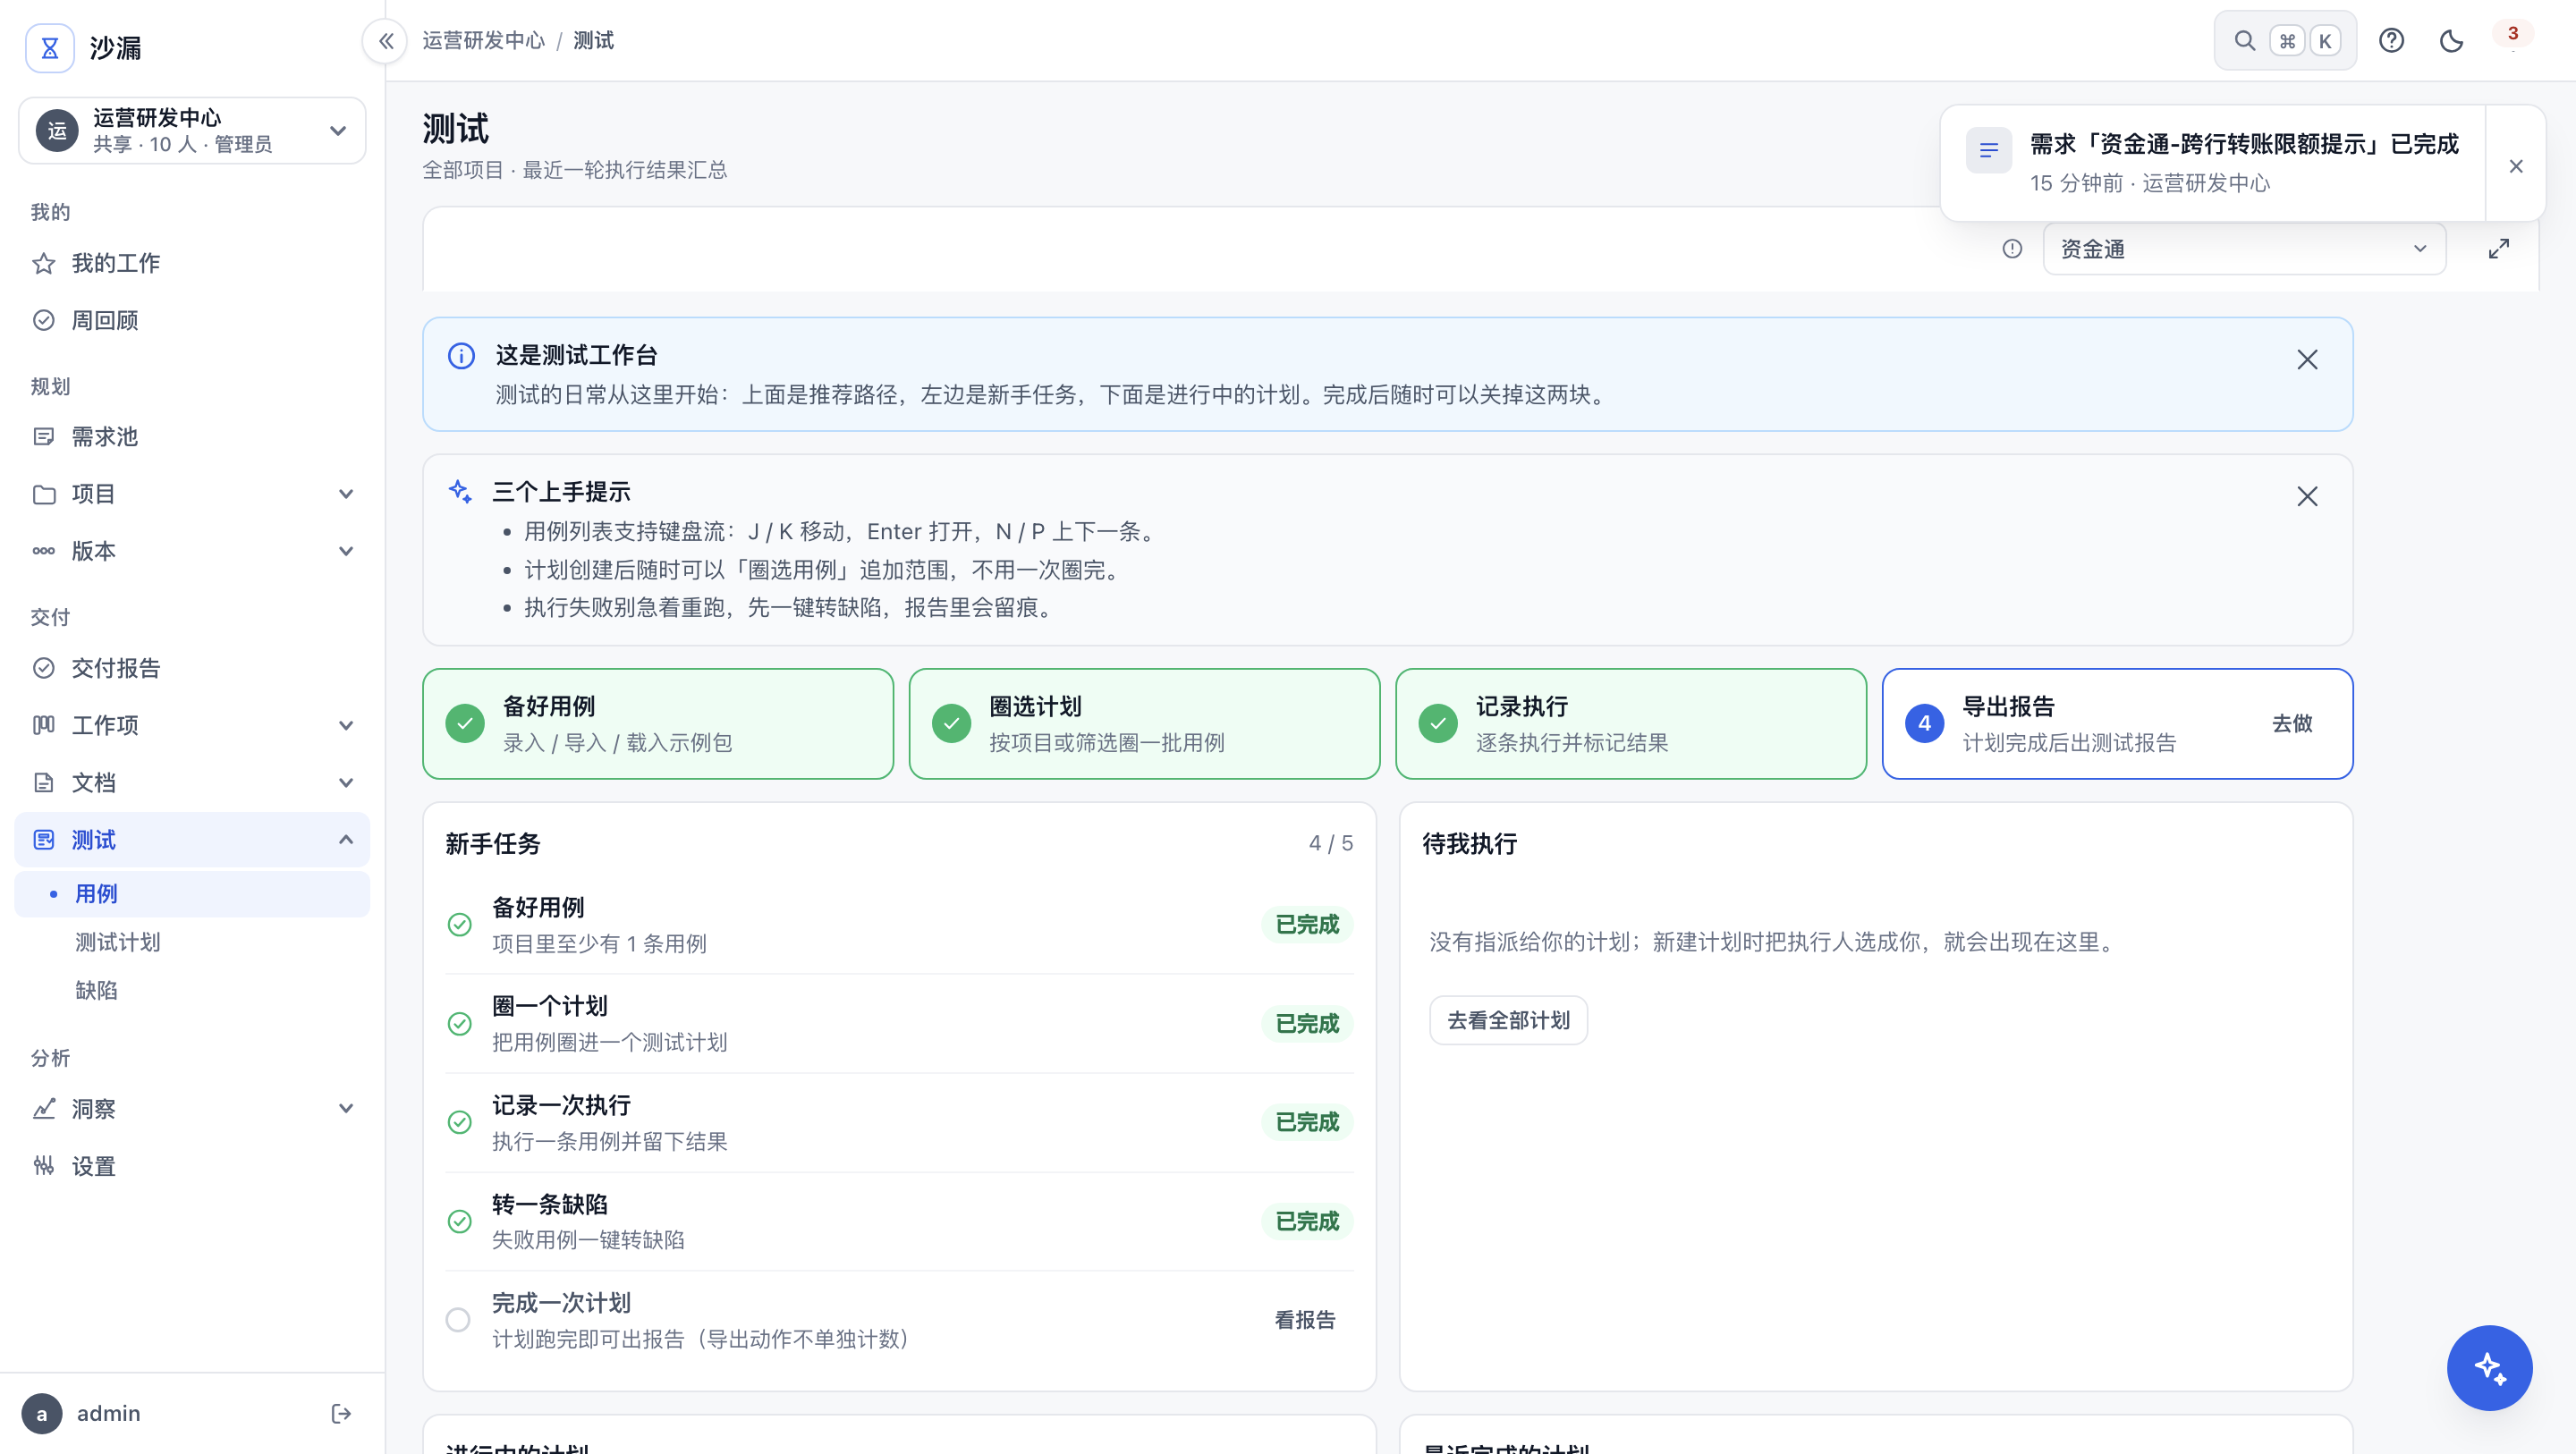 沙漏
运营研发中心 / 测试
⌘ K
3
运
运营研发中心
共享 · 10 人 · 管理员
我的
我的工作
周回顾
规划
需求池
项目
版本
交付
交付报告
工作项
文档
测试
用例
测试计划
缺陷
分析
洞察
设置
a
admin
测试
全部项目 · 最近一轮执行结果汇总
需求「资金通-跨行转账限额提示」已完成
15 分钟前 · 运营研发中心
资金通
这是测试工作台
测试的日常从这里开始：上面是推荐路径，左边是新手任务，下面是进行中的计划。完成后随时可以关掉这两块。
三个上手提示
• 用例列表支持键盘流：J / K 移动，Enter 打开，N / P 上下一条。
• 计划创建后随时可以「圈选用例」追加范围，不用一次圈完。
• 执行失败别急着重跑，先一键转缺陷，报告里会留痕。
备好用例
录入 / 导入 / 载入示例包
圈选计划
按项目或筛选圈一批用例
记录执行
逐条执行并标记结果
4
导出报告
计划完成后出测试报告
去做
新手任务
4 / 5
备好用例
项目里至少有 1 条用例
已完成
圈一个计划
把用例圈进一个测试计划
已完成
记录一次执行
执行一条用例并留下结果
已完成
转一条缺陷
失败用例一键转缺陷
已完成
完成一次计划
计划跑完即可出报告（导出动作不单独计数）
看报告
待我执行
没有指派给你的计划；新建计划时把执行人选成你，就会出现在这里。
去看全部计划
进行中的计划
最近完成的计划